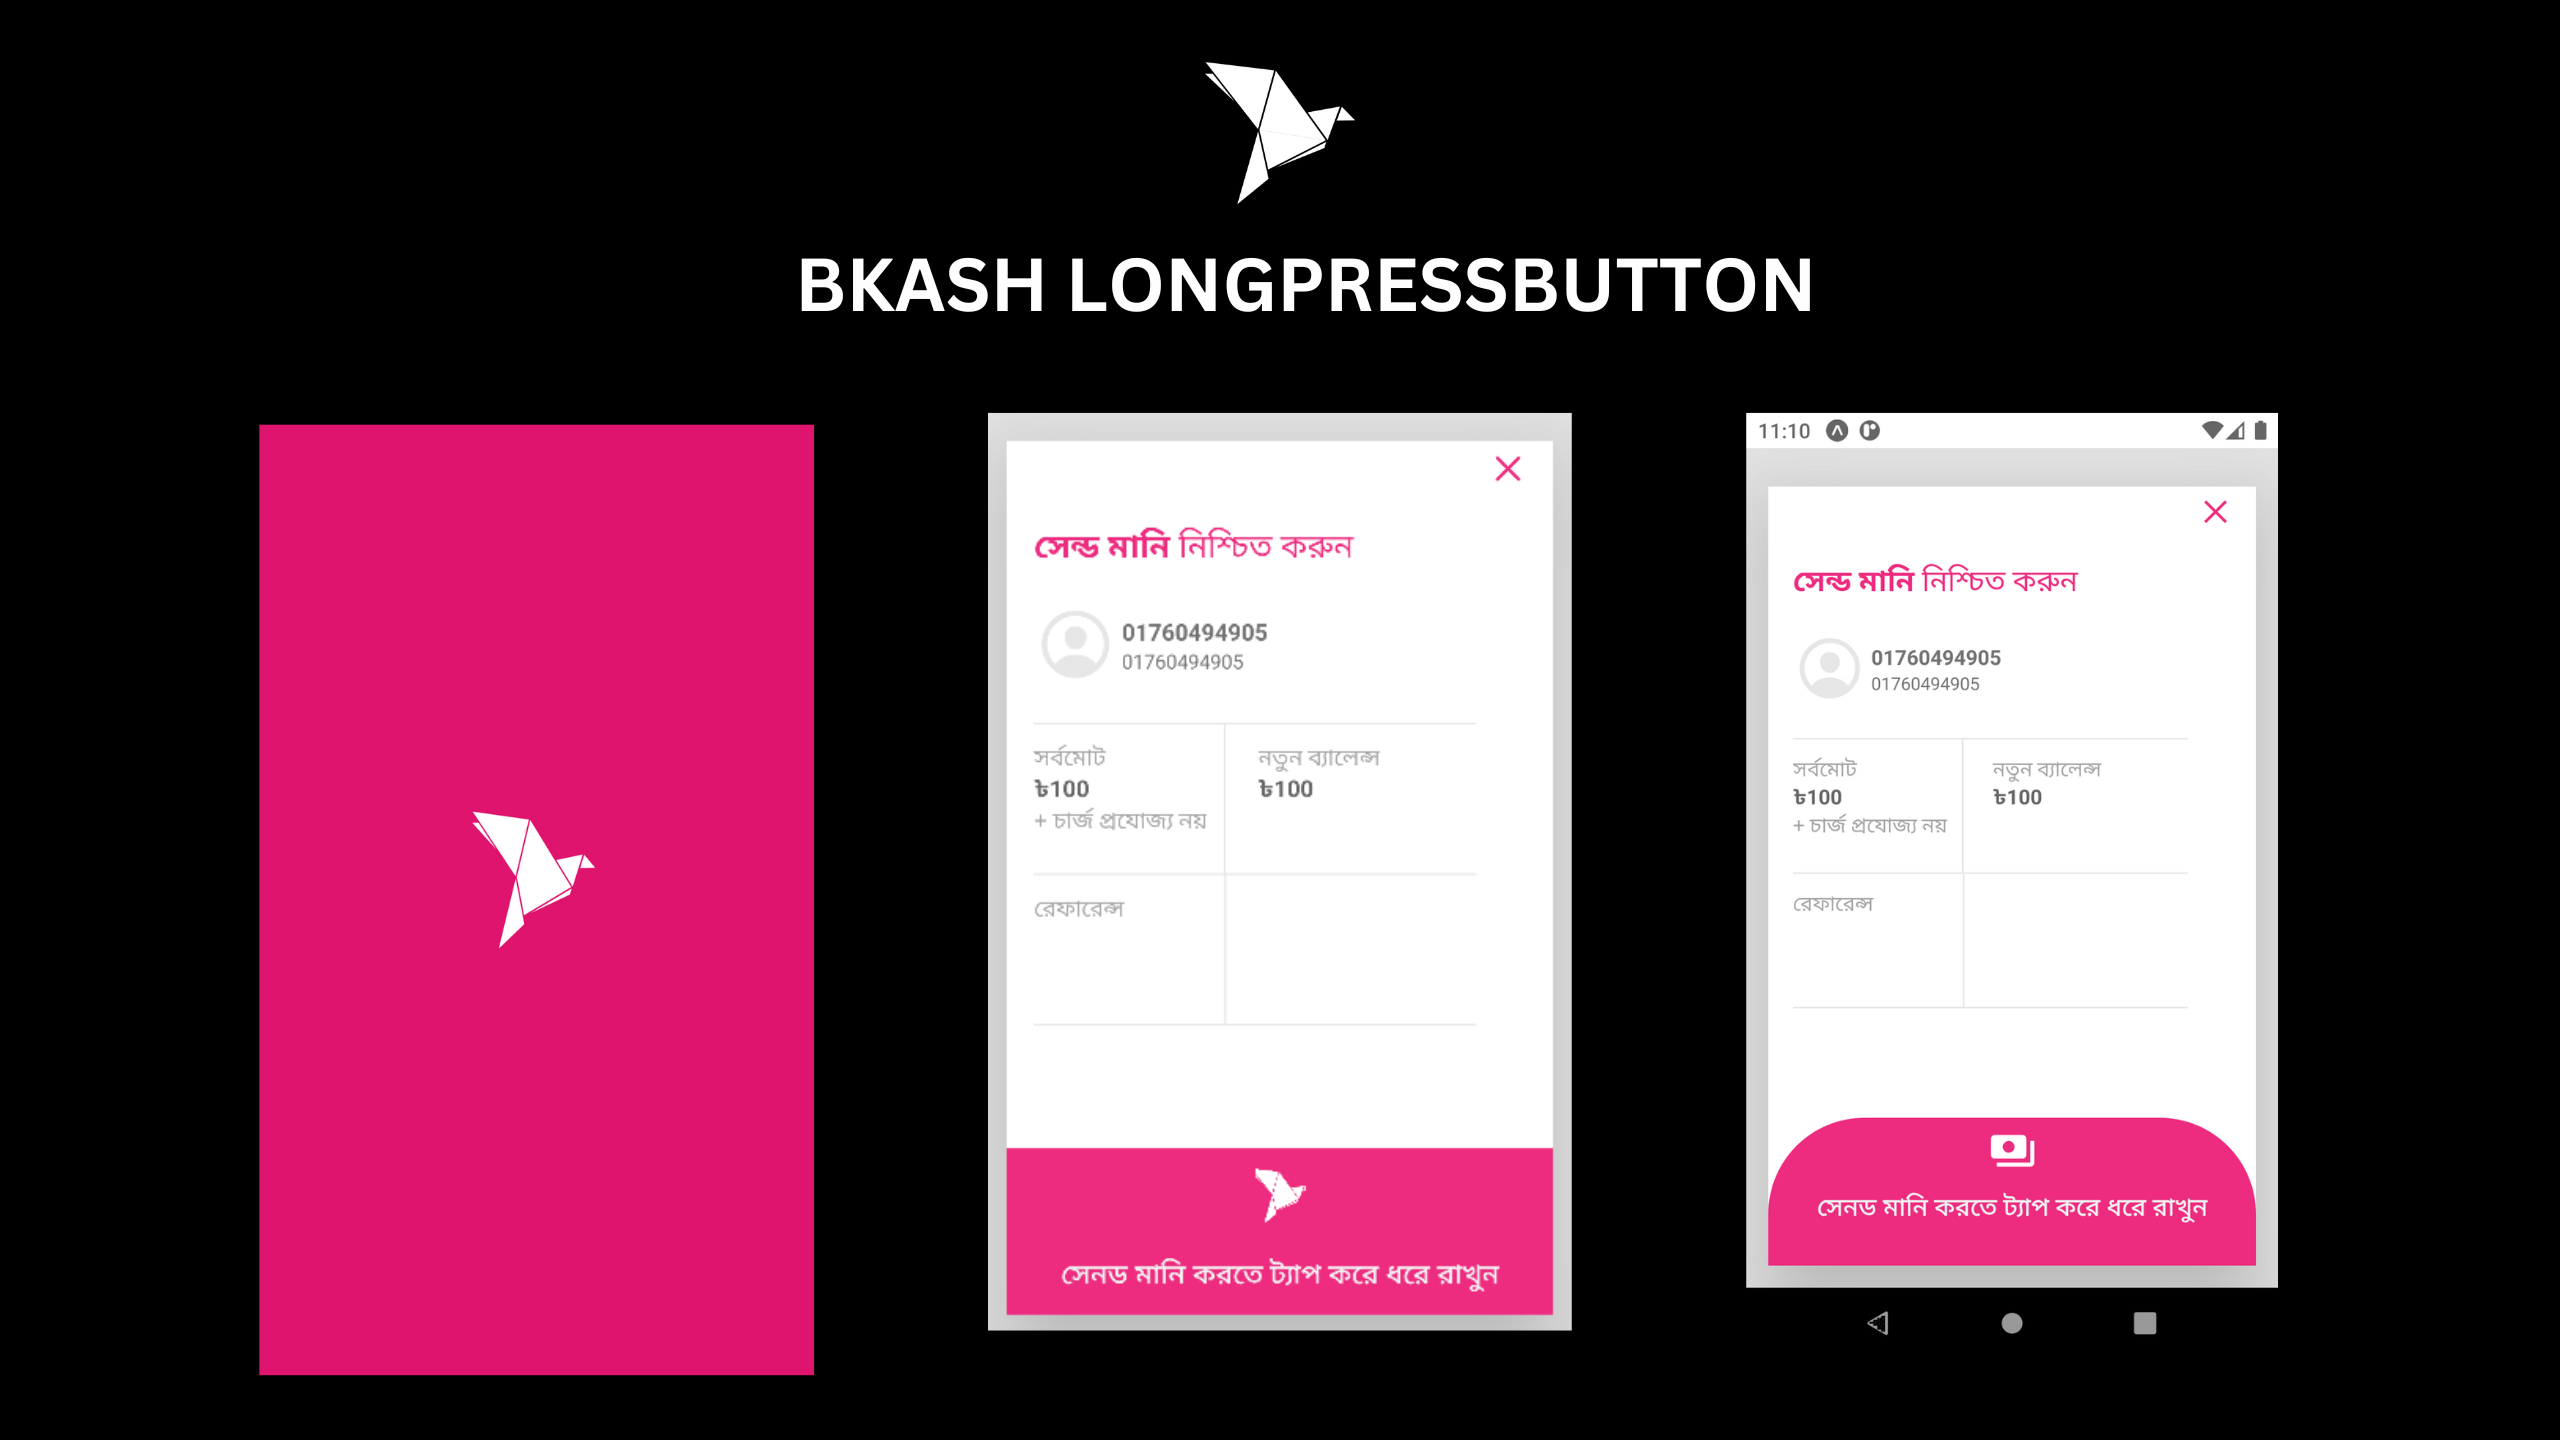 BKASH LONGPRESSBUTTON
সেন্ড মানি নিশ্চিত করুন
01760494905
01760494905
সর্বমোট
৳100
+ চার্জ প্রযোজ্য নয়
নতুন ব্যালেন্স
৳100
রেফারেন্স
সেনড মানি করতে ট্যাপ করে ধরে রাখুন
11:10
সেন্ড মানি নিশ্চিত করুন
01760494905
01760494905
সর্বমোট
৳100
+ চার্জ প্রযোজ্য নয়
নতুন ব্যালেন্স
৳100
রেফারেন্স
সেনড মানি করতে ট্যাপ করে ধরে রাখুন